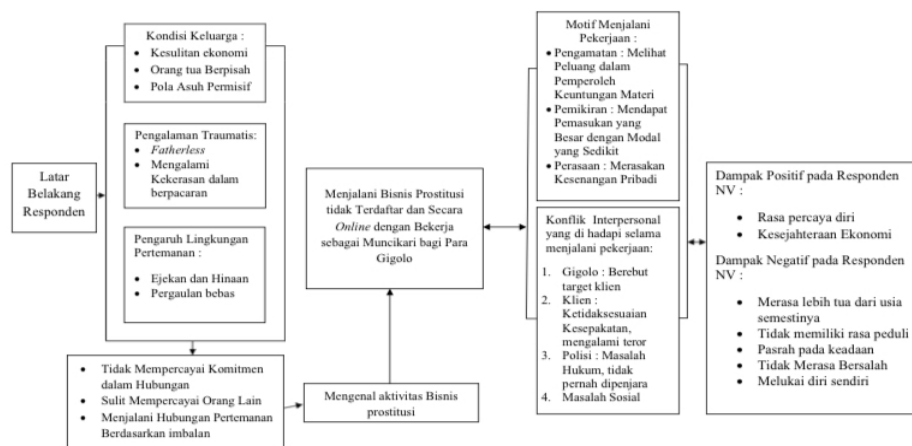 Latar
Belakang
Responden
Kondisi Keluarga :
• Kesulitan ekonomi
• Orang tua Berpisah
• Pola Asuh Permisif
Pengalaman Traumatis:
• Fatherless
• Mengalami
Kekerasan dalam
berpacaran
Pengaruh Lingkungan
Pertemanan :
• Ejekan dan Hinaan
• Pergaulan bebas
• Tidak Mempercayai Komitmen
dalam Hubungan
• Sulit Mempercayai Orang Lain
• Menjalani Hubungan Pertemanan
Berdasarkan imbalan
Mengenal aktivitas Bisnis
prostitusi
Menjalani Bisnis Prostitusi
tidak Terdaftar dan Secara
Online dengan Bekerja
sebagai Muncikari bagi Para
Gigolo
Motif Menjalani
Pekerjaan :
• Pengamatan : Melihat
Peluang dalam
Pemperoleh
Keuntungan Materi
• Pemikiran : Mendapat
Pemasukan yang
Besar dengan Modal
yang Sedikit
• Perasaan : Merasakan
Kesenangan Pribadi
Konflik Interpersonal
yang di hadapi selama
menjalani pekerjaan:
1. Gigolo : Berebut
target klien
2. Klien :
Ketidaksesuaian
Kesepakatan,
mengalami teror
3. Polisi : Masalah
Hukum, tidak
pernah dipenjara
4. Masalah Sosial
Dampak Positif pada Responden
NV :
• Rasa percaya diri
• Kesejahteraan Ekonomi
Dampak Negatif pada Responden
NV :
• Merasa lebih tua dari usia
semestinya
• Tidak memiliki rasa peduli
• Pasrah pada keadaan
• Tidak Merasa Bersalah
• Melukai diri sendiri